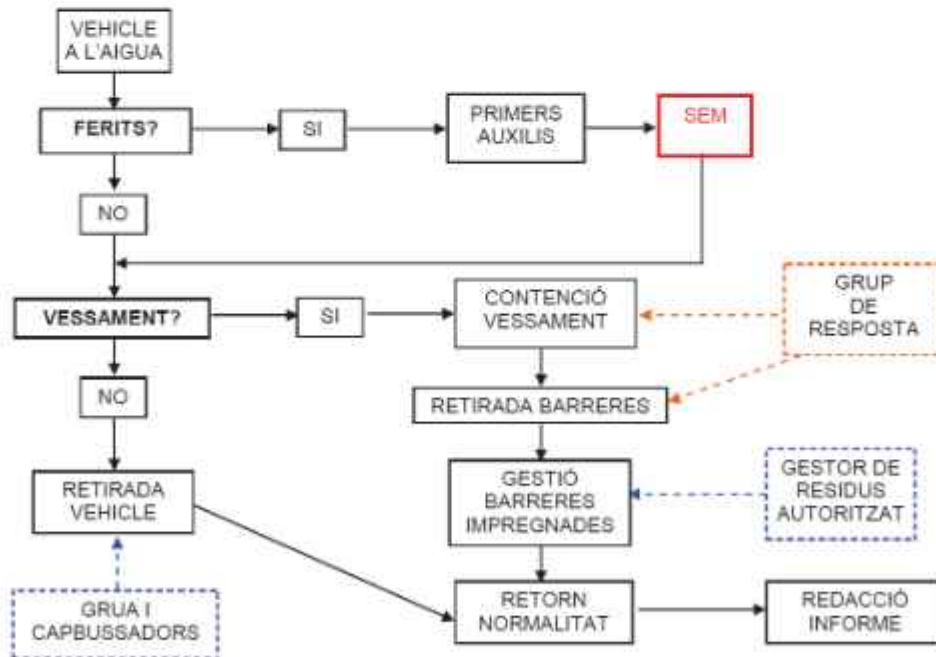 VEHICLE
A L'AIGUA
FERITS?
SI
PRIMERS
AUXILIS
SEM
NO
VESSAMENT?
SI
CONTENCIÓ
VESSAMENT
GRUP
DE
RESPOSTA
NO
RETIRADA BARRERES
RETIRADA
VEHICLE
GESTIÓ
BARRERES
IMPREGNADES
GESTOR DE
RESIDUS
AUTORITZAT
GRUA I
CAPBUSSADORS
RETORN
NORMALITAT
REDACCIÓ
INFORME